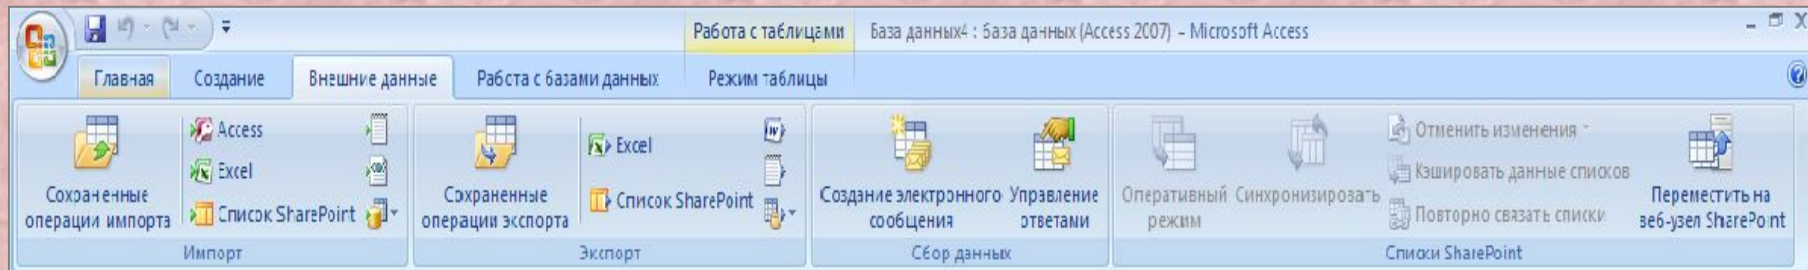 Работа с таблицами База данных4 : база данных (Access 2007) - Microsoft Access
Главная Создание Внешние данные Работа с базами данных Режим таблицы
Сохраненные
операции импорта
Access
Excel
Список SharePoint
Импорт
Сохраненные
операции экспорта
Excel
Список SharePoint
Экспорт
Создание электронного
сообщения
Управление
ответами
Сбор данных
Оперативный
режим
Синхронизировать
Отменить изменения
Кэшировать данные списков
Повторно связать списки
Переместить на
веб-узел SharePoint
Списки SharePoint